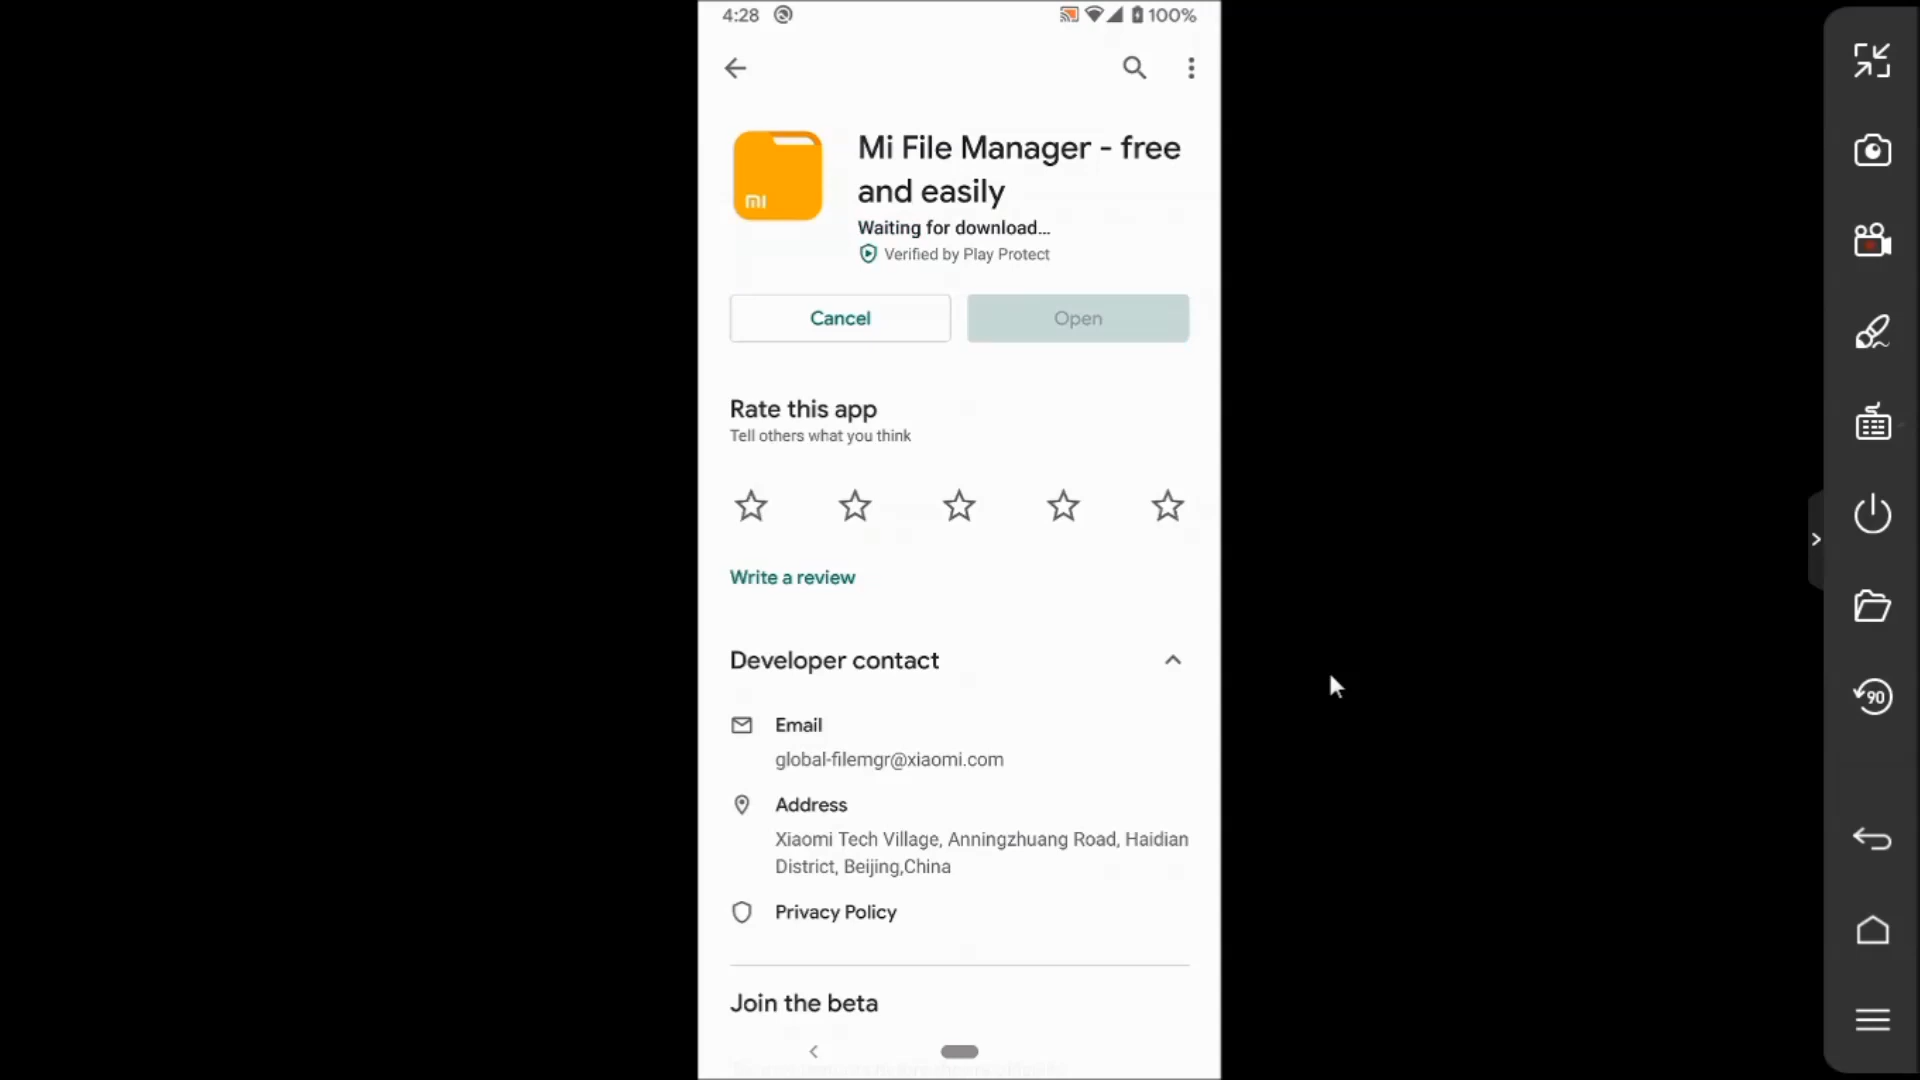 4:28
100%
Mi File Manager - free
and easily
mi
Waiting for download...
Verified by Play Protect
Cancel
Open
Rate this app
Tell others what you think
Write a review
Developer contact
Email
global-filemgr@xiaomi.com
Address
Xiaomi Tech Village, Anningzhuang Road, Haidian
District, Beijing,China
Privacy Policy
Join the beta
90